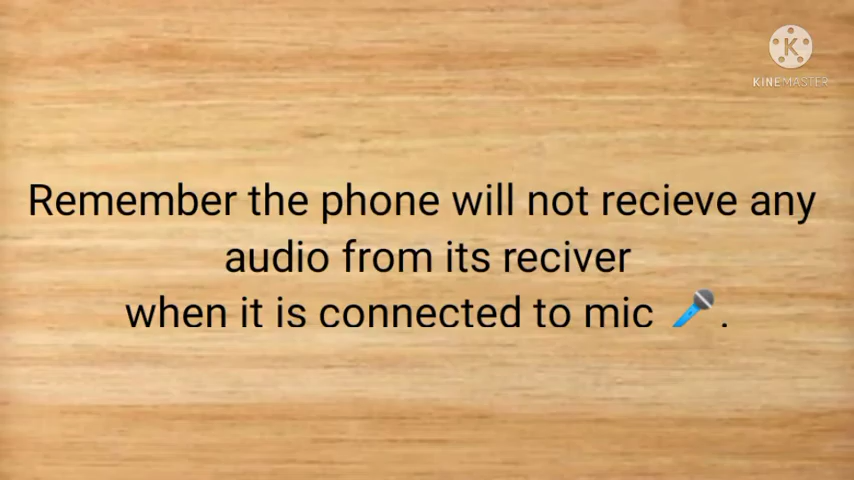 K
KINEMASTER
Remember the phone will not recieve any
audio from its reciver
when it is connected to mic 🎤.